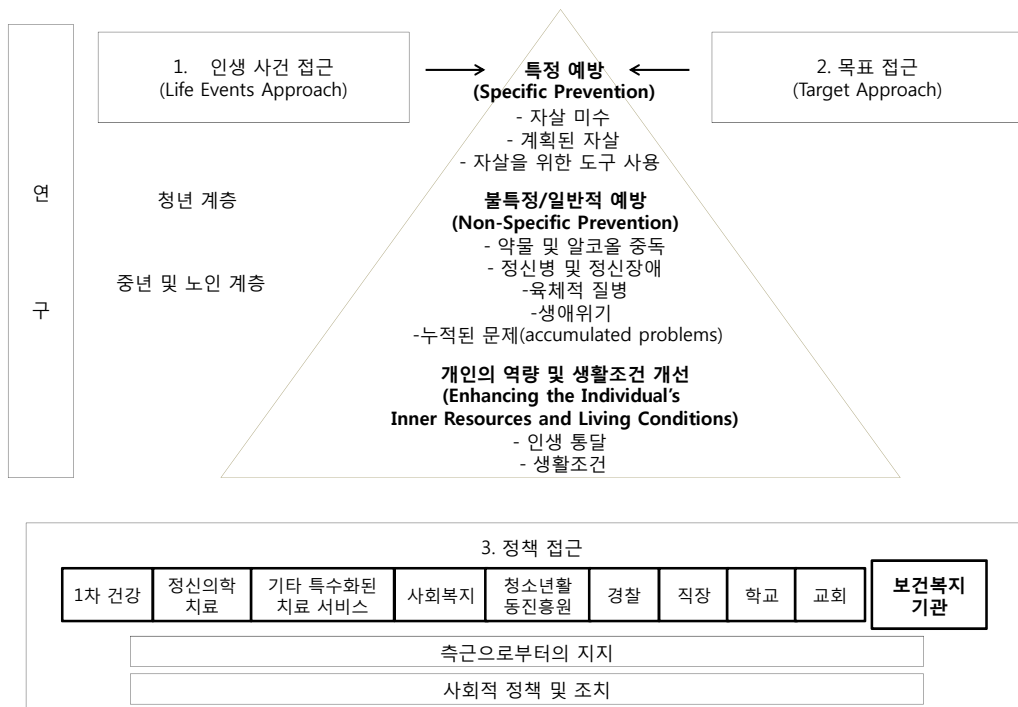 1. 인생 사건 접근
(Life Events Approach)
특정 예방
(Specific Prevention)
- 자살 미수
- 계획된 자살
- 자살을 위한 도구 사용
2. 목표 접근
(Target Approach)
연
구
청년 계층
중년 및 노인 계층
불특정/일반적 예방
(Non-Specific Prevention)
- 약물 및 알코올 중독
- 정신병 및 정신장애
-육체적 질병
-생애위기
-누적된 문제(accumulated problems)
개인의 역량 및 생활조건 개선
(Enhancing the Individual's
Inner Resources and Living Conditions)
- 인생 통달
- 생활조건
3. 정책 접근
1차 건강
정신의학
치료
기타 특수화된
치료 서비스
사회복지
청소년활
동진흥원
경찰
직장
학교
교회
보건복지
기관
측근으로부터의 지지
사회적 정책 및 조치